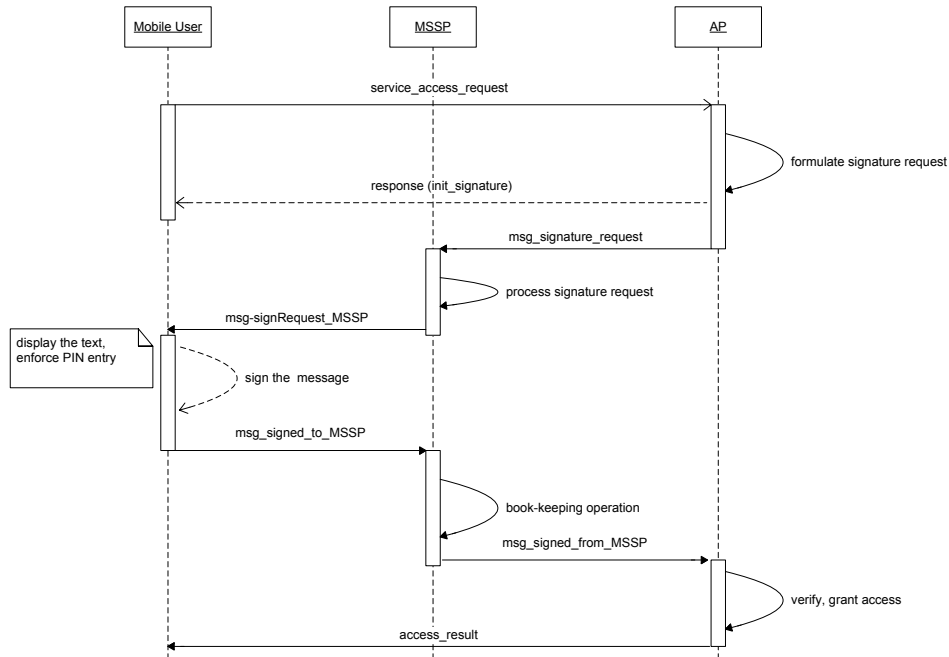 Mobile User
MSSP
AP
service_access_request
formulate signature request
response (init_signature)
msg_signature_request
process signature request
msg-signRequest_MSSP
display the text,
enforce PIN entry
sign the message
msg_signed_to_MSSP
book-keeping operation
msg_signed_from_MSSP
verify, grant access
access_result